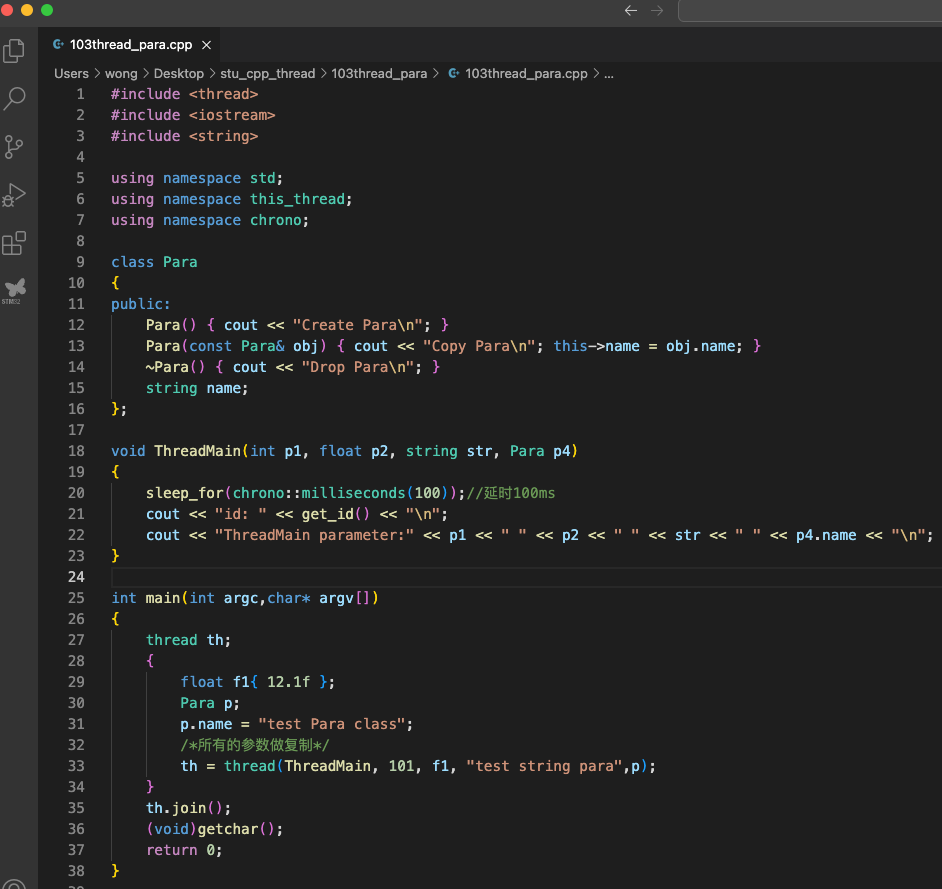 103thread_para.cpp
Users > wong > Desktop > stu_cpp_thread > 103thread_para > 103thread_para.cpp > ...
1 #include <thread>
2 #include <iostream>
3 #include <string>
4
5 using namespace std;
6 using namespace this_thread;
7 using namespace chrono;
8
9 class Para
10 {
11 public:
12     Para() { cout << "Create Para\n"; }
13     Para(const Para& obj) { cout << "Copy Para\n"; this->name = obj.name; }
14     ~Para() { cout << "Drop Para\n"; }
15     string name;
16 };
17
18 void ThreadMain(int p1, float p2, string str, Para p4)
19 {
20     sleep_for(chrono::milliseconds(100));//延时100ms
21     cout << "id: " << get_id() << "\n";
22     cout << "ThreadMain parameter:" << p1 << " " << p2 << " " << str << " " << p4.name << "\n";
23 }
24
25 int main(int argc,char* argv[])
26 {
27     thread th;
28     {
29         float f1{ 12.1f };
30         Para p;
31         p.name = "test Para class";
32         /*所有的参数做复制*/
33         th = thread(ThreadMain, 101, f1, "test string para",p);
34     }
35     th.join();
36     (void)getchar();
37     return 0;
38 }
STM32